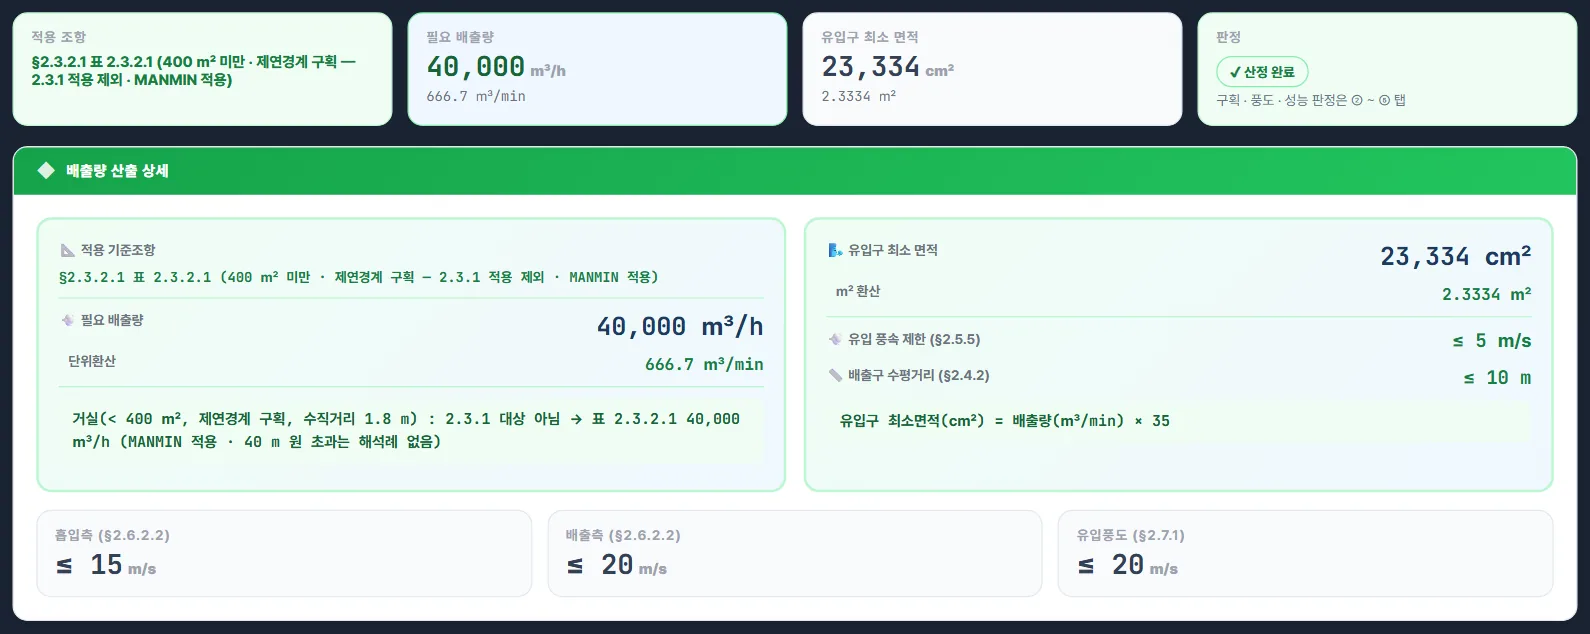 적용 조항
§2.3.2.1 표 2.3.2.1 (400 m² 미만 · 제연경계 구획 —
2.3.1 적용 제외 · MANMIN 적용)
필요 배출량
40,000 m³/h
666.7 m³/min
유입구 최소 면적
23,334 cm²
2.3334 m²
판정
✓ 산정 완료
구획 · 풍도 · 성능 판정은 ② ~ ⑥ 탭
◆ 배출량 산출 상세
적용 기준조항
§2.3.2.1 표 2.3.2.1 (400 m² 미만 · 제연경계 구획 — 2.3.1 적용 제외 · MANMIN 적용)
필요 배출량
40,000 m³/h
단위환산
666.7 m³/min
거실(< 400 m², 제연경계 구획, 수직거리 1.8 m) : 2.3.1 대상 아님 → 표 2.3.2.1 40,000
m³/h (MANMIN 적용 · 40 m 원 초과는 해석례 없음)
유입구 최소 면적
23,334 cm²
m² 환산
2.3334 m²
유입 풍속 제한 (§2.5.5)
≤ 5 m/s
배출구 수평거리 (§2.4.2)
≤ 10 m
유입구 최소면적(cm²) = 배출량(m³/min) × 35
흡입측 (§2.6.2.2)
≤ 15 m/s
배출측 (§2.6.2.2)
≤ 20 m/s
유입풍도 (§2.7.1)
≤ 20 m/s